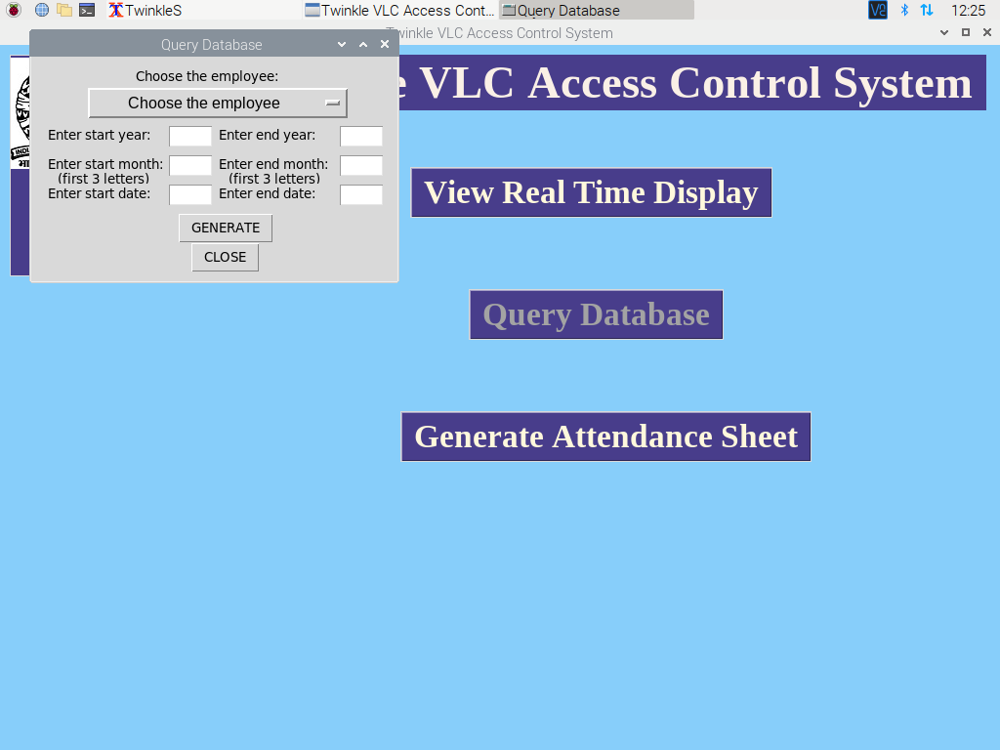 TwinkleS
Twinkle VLC Access Cont...
Query Database
12:25
Twinkle VLC Access Control System
Query Database
e VLC Access Control System
Choose the employee:
Choose the employee
Enter start year:
Enter end year:
Enter start month:
(first 3 letters)
Enter end month:
(first 3 letters)
Enter start date:
Enter end date:
GENERATE
CLOSE
View Real Time Display
Query Database
Generate Attendance Sheet